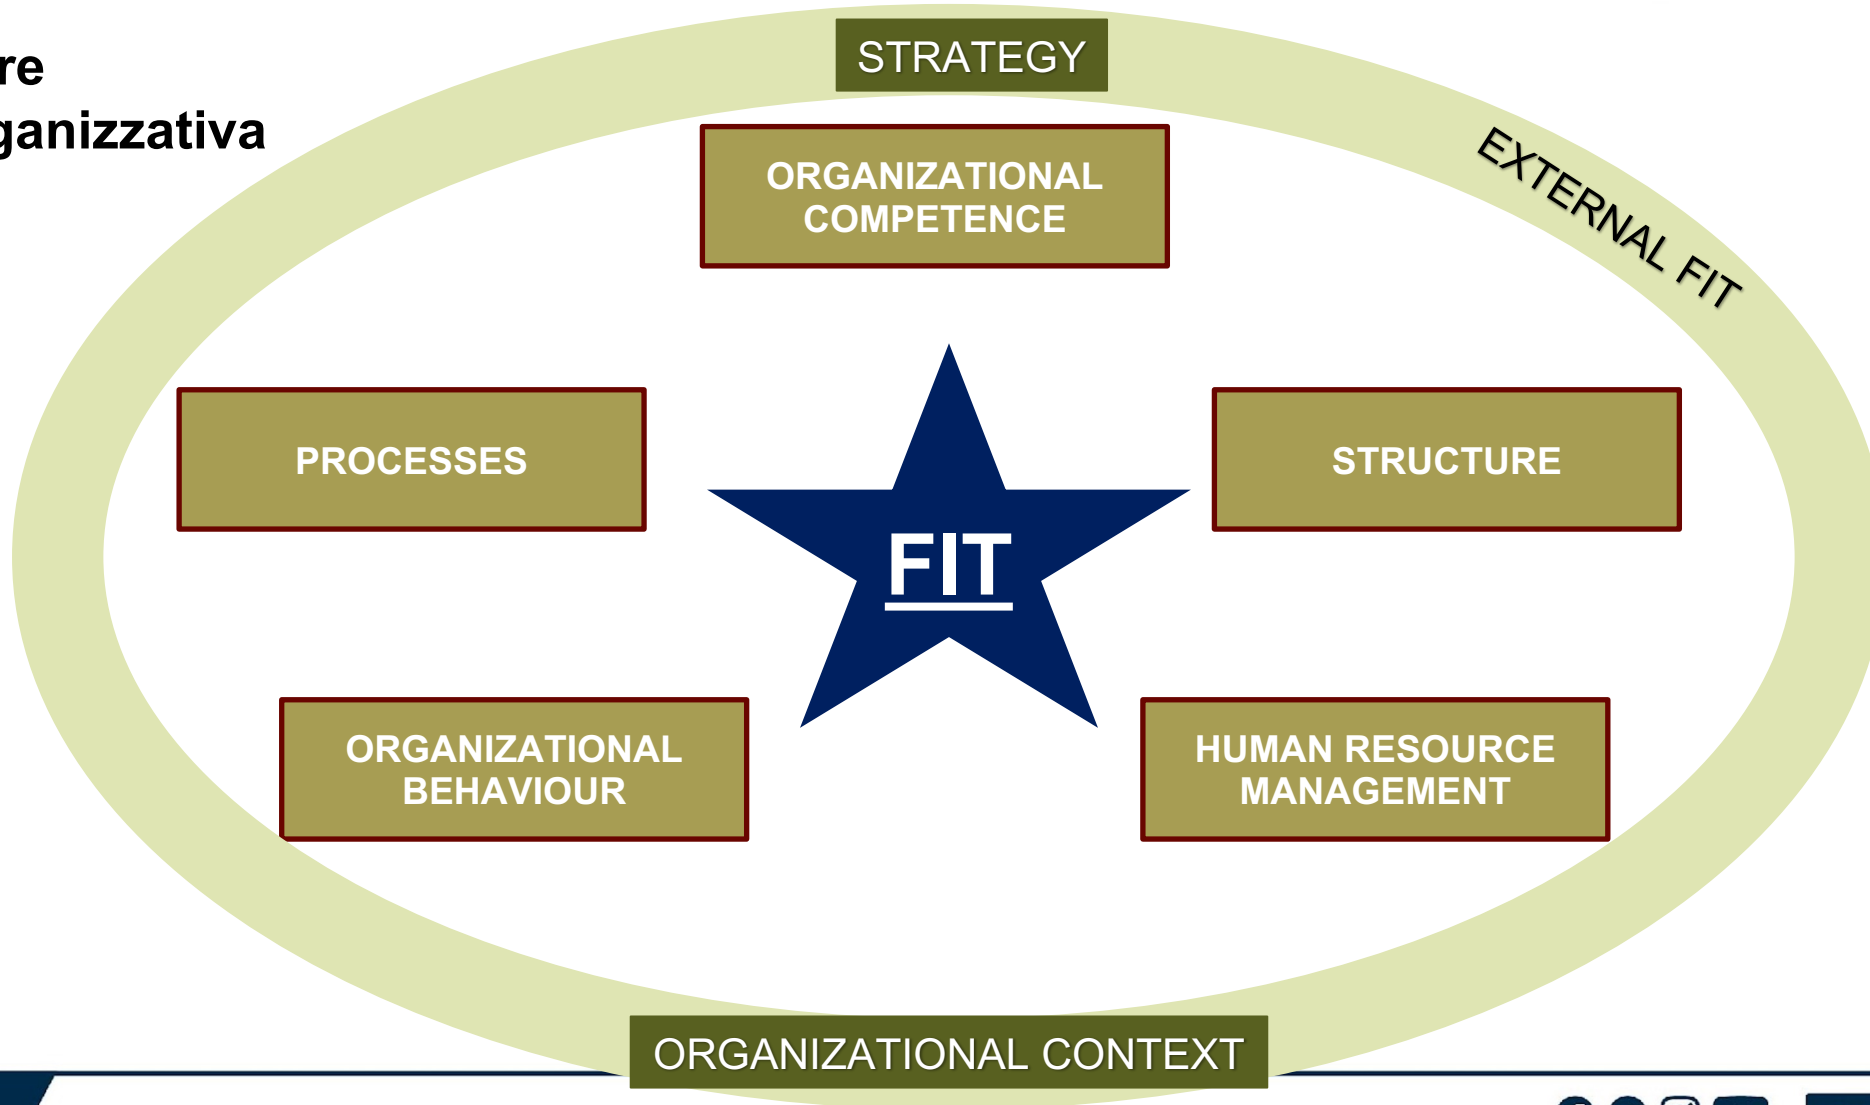 re
ganizzativa
STRATEGY
EXTERNAL FIT
ORGANIZATIONAL
COMPETENCE
PROCESSES
STRUCTURE
FIT
ORGANIZATIONAL
BEHAVIOUR
HUMAN RESOURCE
MANAGEMENT
ORGANIZATIONAL CONTEXT